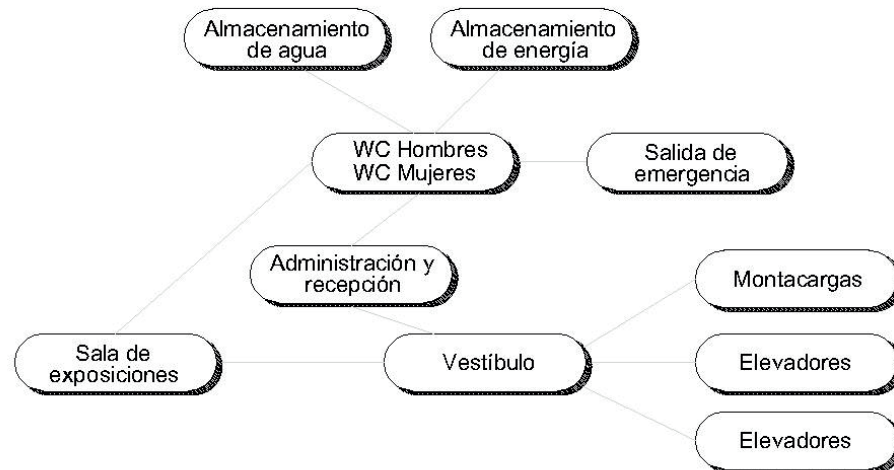 Almacenamiento
de agua
Almacenamiento
de energía
WC Hombres
WC Mujeres
Salida de
emergencia
Administración y
recepción
Montacargas
Sala de
exposiciones
Vestíbulo
Elevadores
Elevadores